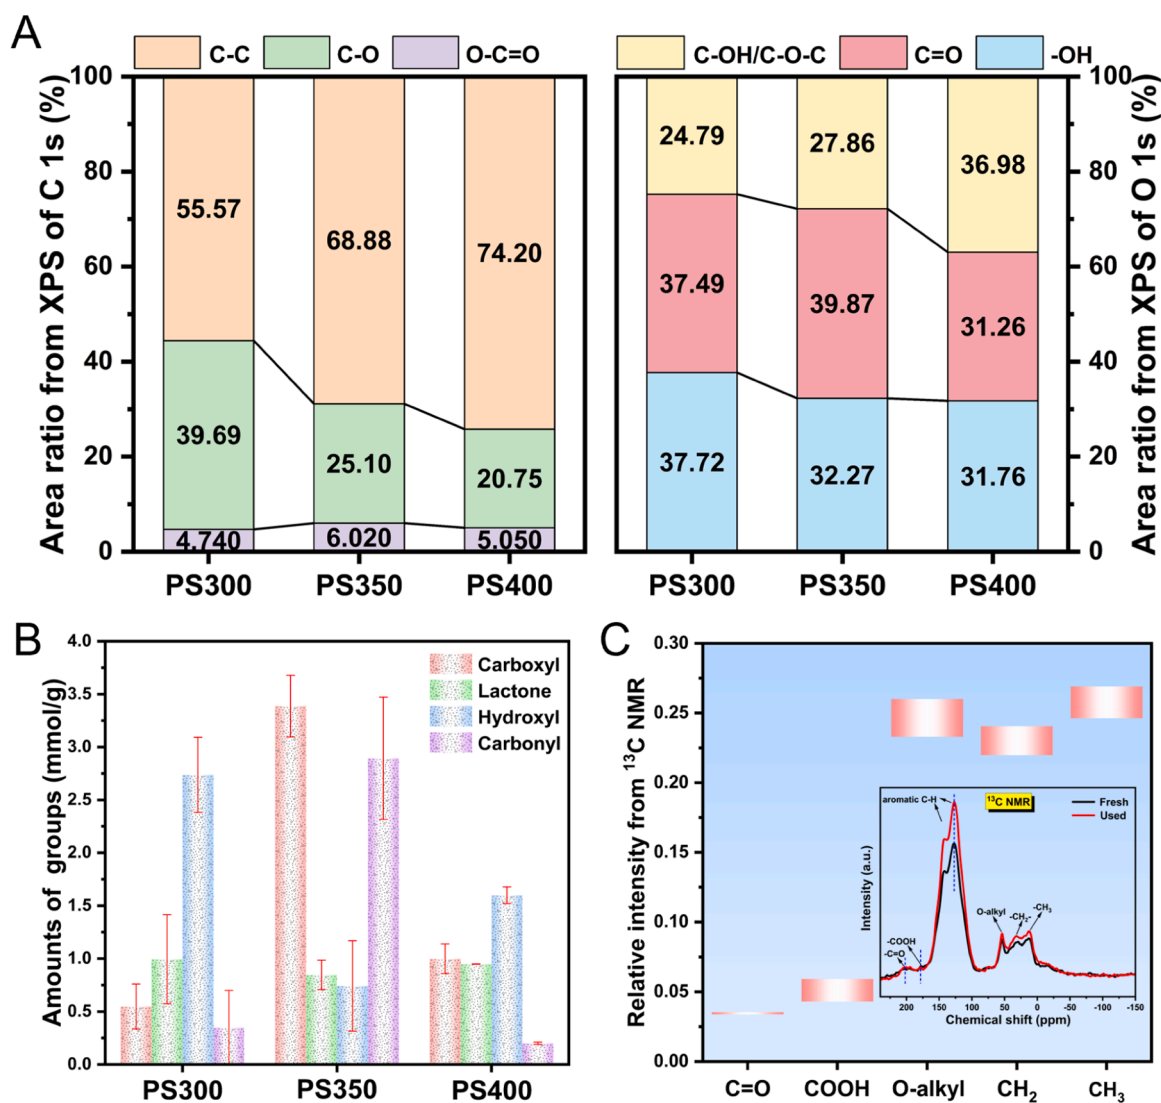 A
C-C C-O O-C=O
Area ratio from XPS of C 1s (%)
100
80
60
40
20
0
55.57
39.69
4.740
68.88
25.10
6.020
74.20
20.75
5.050
PS300 PS350 PS400
C-OH/C-O-C C=O -OH
24.79
37.49
37.72
27.86
39.87
32.27
36.98
31.26
31.76
PS300 PS350 PS400
100
80
60
40
20
0
Area ratio from XPS of O 1s (%)
B
Amounts of groups (mmol/g)
4.0
3.5
3.0
2.5
2.0
1.5
1.0
0.5
0.0
Carboxyl
Lactone
Hydroxyl
Carbonyl
PS300 PS350 PS400
C
Relative intensity from ¹³C NMR
0.30
0.25
0.20
0.15
0.10
0.05
0.00
C=O COOH O-alkyl CH₂ CH₃
¹³C NMR
Fresh
Used
aromatic C-H
O-alkyl
-CH₂-
-CH₃
-COOH
-C=O
Intensity (a.u.)
200 150 100 50 0 -50 -100 -150
Chemical shift (ppm)